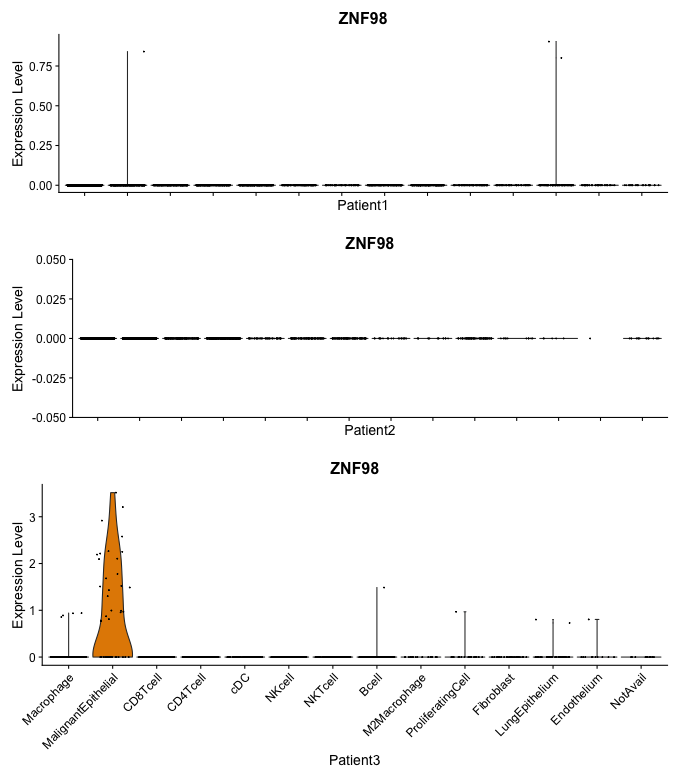 ZNF98
Expression Level
0.75
0.50
0.25
0.00
Patient1
ZNF98
Expression Level
0.050
0.025
0.000
-0.025
-0.050
Patient2
ZNF98
Expression Level
3
2
1
0
Macrophage
MalignantEpithelial
CD8Tcell
CD4Tcell
cDC
NKcell
NKTcell
Bcell
M2Macrophage
ProliferatingCell
Fibroblast
LungEpithelium
Endothelium
NotAvail
Patient3